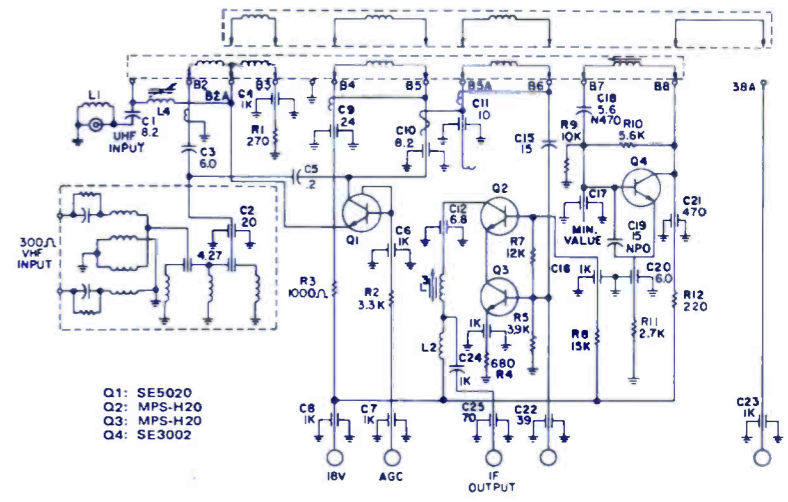 B2
B2A
B3
B4
B5
B5A
B6
B7
B8
38A
L1
L4
C1
8.2
UHF
INPUT
C4
1K
R1
270
C3
6.0
C5
.2
C9
24
C10
8.2
C11
10
C15
15
C18
5.6
N470
R9
10K
R10
5.6K
Q4
C17
MIN.
VALUE
C19
15
NPO
C21
470
C2
20
300Ω
VHF
INPUT
4.27
Q1
C6
1K
C12
6.8
Q2
R7
12K
Q3
C16
1K
C20
6.0
R3
1000Ω
R2
3.3K
R5
3.9K
1K
680
R4
R8
15K
R11
2.7K
R12
220
L2
C24
1K
Q1: SE5020
Q2: MPS-H20
Q3: MPS-H20
Q4: SE3002
C8
1K
C7
1K
C25
70
C22
39
C23
1K
18V
AGC
IF
OUTPUT